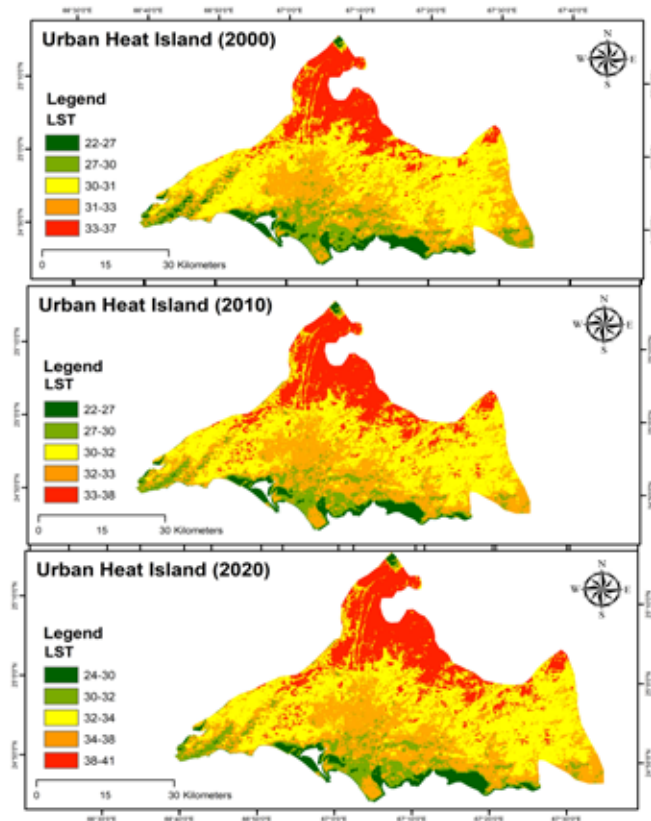 Urban Heat Island (2000)
N
W E
S
Legend
LST
22-27
27-30
30-31
31-33
33-37
0 15 30 Kilometers
Urban Heat Island (2010)
N
W E
S
Legend
LST
22-27
27-30
30-32
32-33
33-38
0 15 30 Kilometers
Urban Heat Island (2020)
N
W E
S
Legend
LST
24-30
30-32
32-34
34-38
38-41
0 15 30 Kilometers